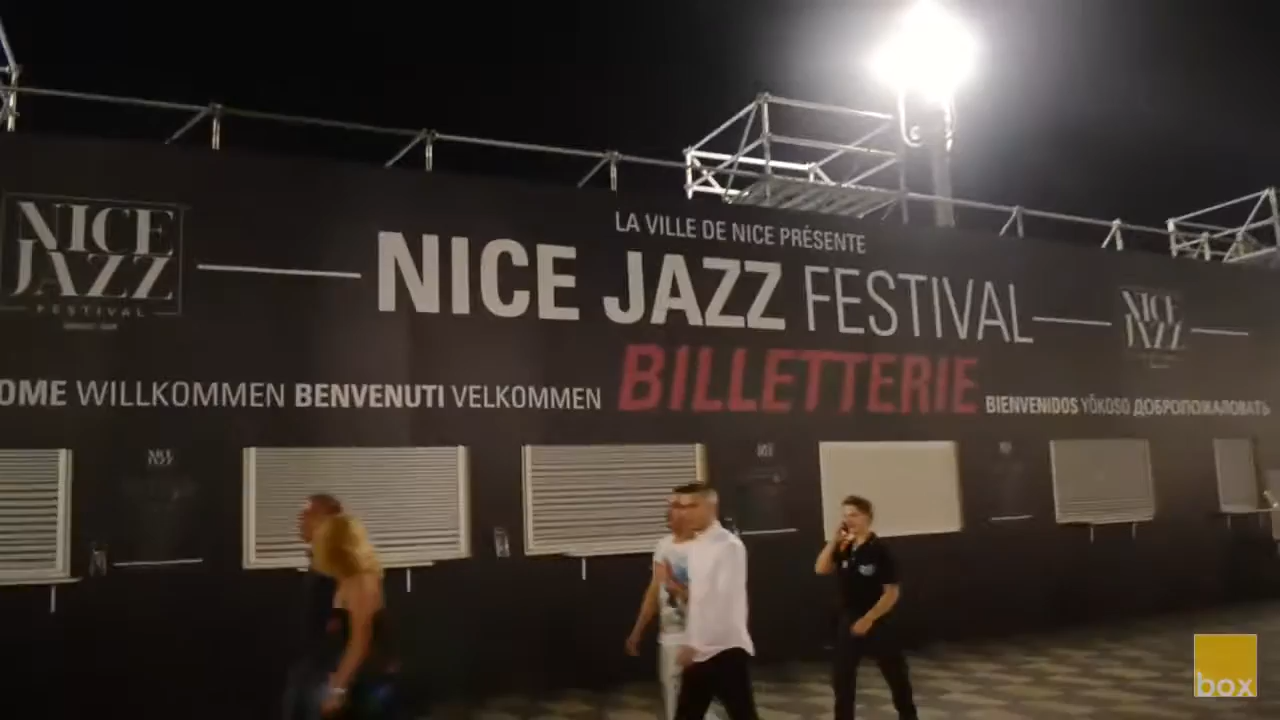 LA VILLE DE NICE PRÉSENTE
NICE
JAZZ
FESTIVAL
NICE JAZZ FESTIVAL
NICE
JAZZ
BILLETTERIE
OME WILLKOMMEN BENVENUTI VELKOMMEN
BIENVENIDOS YŌKOSO ДОБРОПОЖАЛОВАТЬ
box